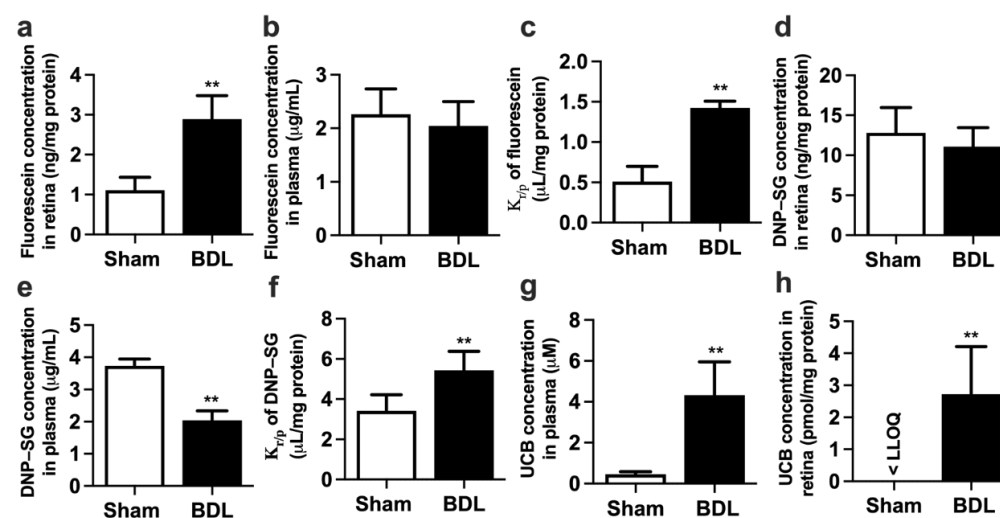 a
Fluorescein concentration
in retina (ng/mg protein)
4
3
2
1
0
**
Sham
BDL
b
Fluorescein concentration
in plasma (μg/mL)
3
2
1
0
Sham
BDL
c
Kr/p of fluorescein
(μL/mg protein)
2.0
1.5
1.0
0.5
0.0
**
Sham
BDL
d
DNP–SG concentration
in retina (ng/mg protein)
20
15
10
5
0
Sham
BDL
e
DNP–SG concentration
in plasma (μg/mL)
5
4
3
2
1
0
**
Sham
BDL
f
Kr/p of DNP–SG
(μL/mg protein)
8
6
4
2
0
**
Sham
BDL
g
UCB concentration
in plasma (μM)
8
6
4
2
0
**
Sham
BDL
h
UCB concentration in
retina (pmol/mg protein)
5
4
3
2
1
0
< LLOQ
**
Sham
BDL